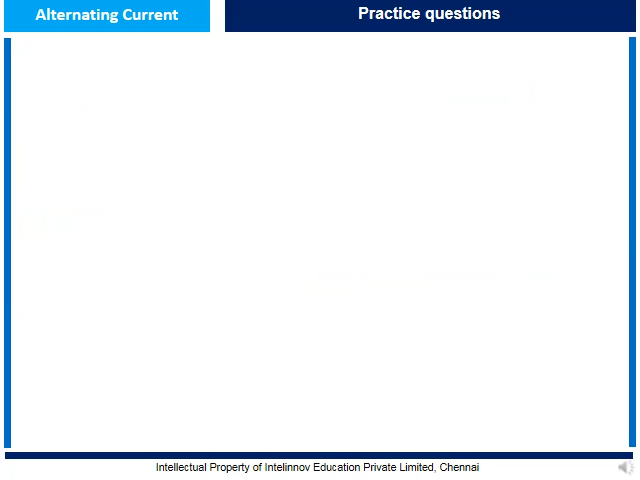 Alternating Current
Practice questions
Intellectual Property of Intelinnov Education Private Limited, Chennai